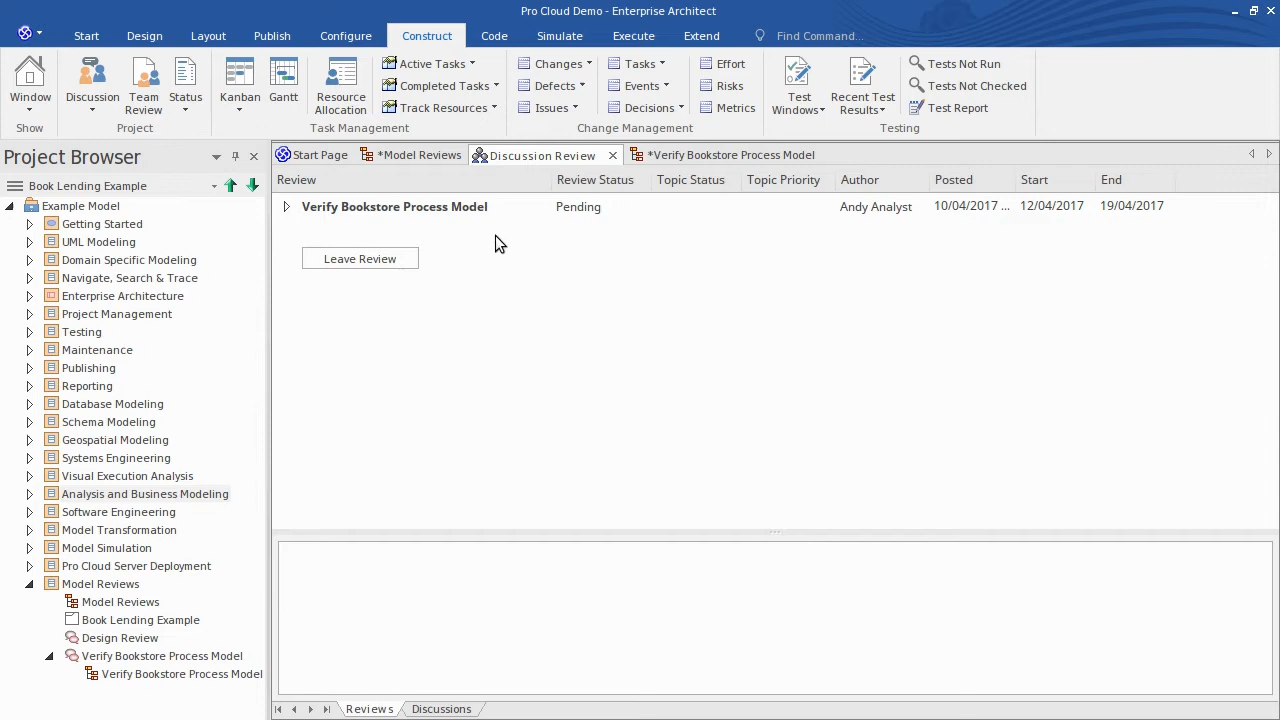 Pro Cloud Demo - Enterprise Architect
Start Design Layout Publish Configure Construct Code Simulate Execute Extend Find Command...
Window Discussion Team Review Status Kanban Gantt Resource Allocation
Active Tasks
Completed Tasks
Track Resources
Changes Tasks Effort
Defects Events Risks
Issues Decisions Metrics
Test Windows Recent Test Results
Tests Not Run
Tests Not Checked
Test Report
Show Project Task Management Change Management Testing
Project Browser
Book Lending Example
Example Model
Getting Started
UML Modeling
Domain Specific Modeling
Navigate, Search & Trace
Enterprise Architecture
Project Management
Testing
Maintenance
Publishing
Reporting
Database Modeling
Schema Modeling
Geospatial Modeling
Systems Engineering
Visual Execution Analysis
Analysis and Business Modeling
Software Engineering
Model Transformation
Model Simulation
Pro Cloud Server Deployment
Model Reviews
Model Reviews
Book Lending Example
Design Review
Verify Bookstore Process Model
Verify Bookstore Process Model
Start Page *Model Reviews Discussion Review *Verify Bookstore Process Model
Review Review Status Topic Status Topic Priority Author Posted Start End
Verify Bookstore Process Model Pending Andy Analyst 10/04/2017 ... 12/04/2017 19/04/2017
Leave Review
Reviews Discussions